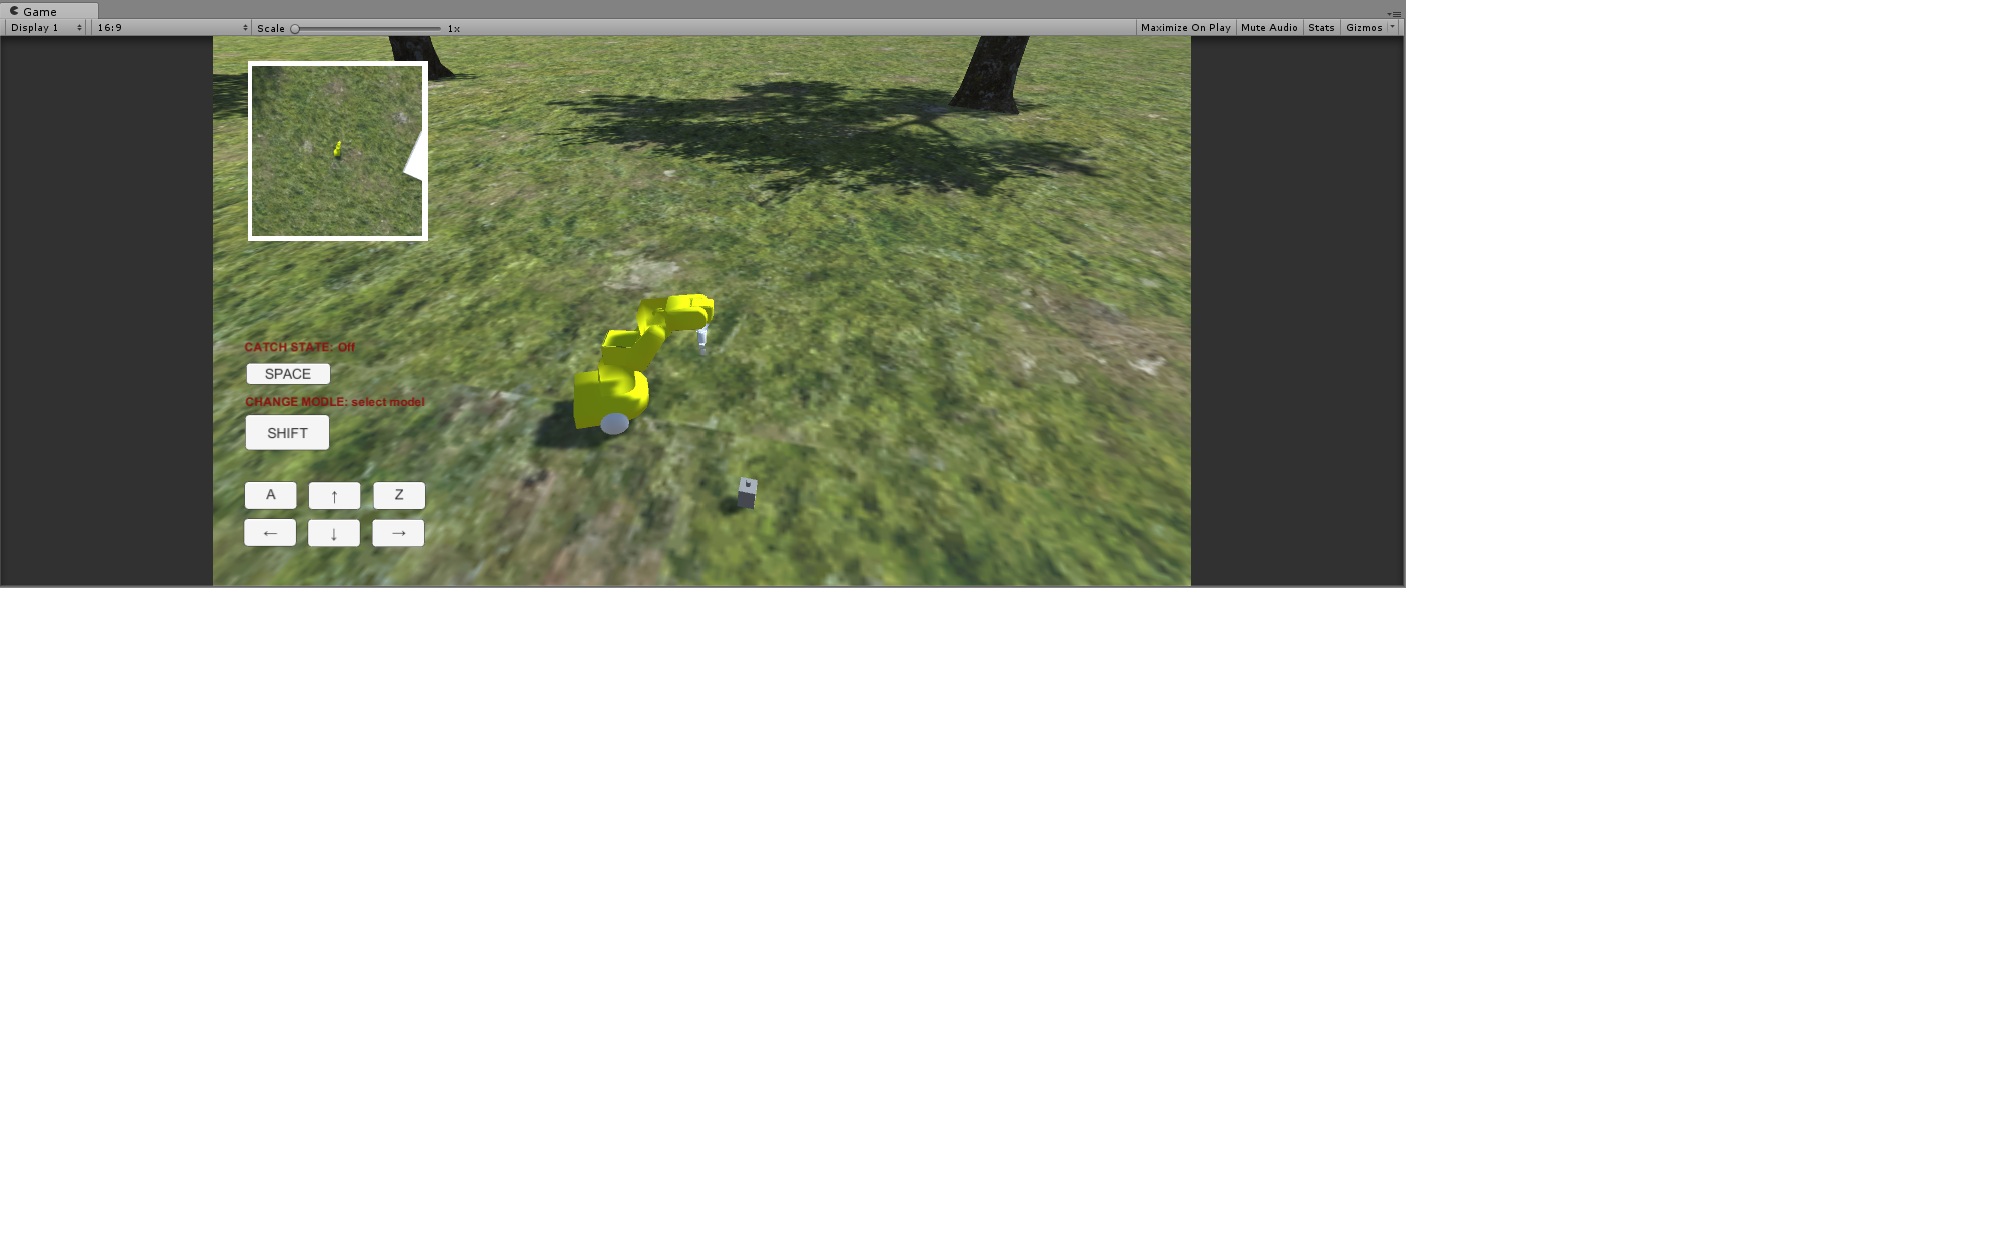 Game
Display 1 16:9 Scale 1x Maximize On Play Mute Audio Stats Gizmos
CATCH STATE: Off
SPACE
CHANGE MODLE: select model
SHIFT
A ↑ Z
← ↓ →